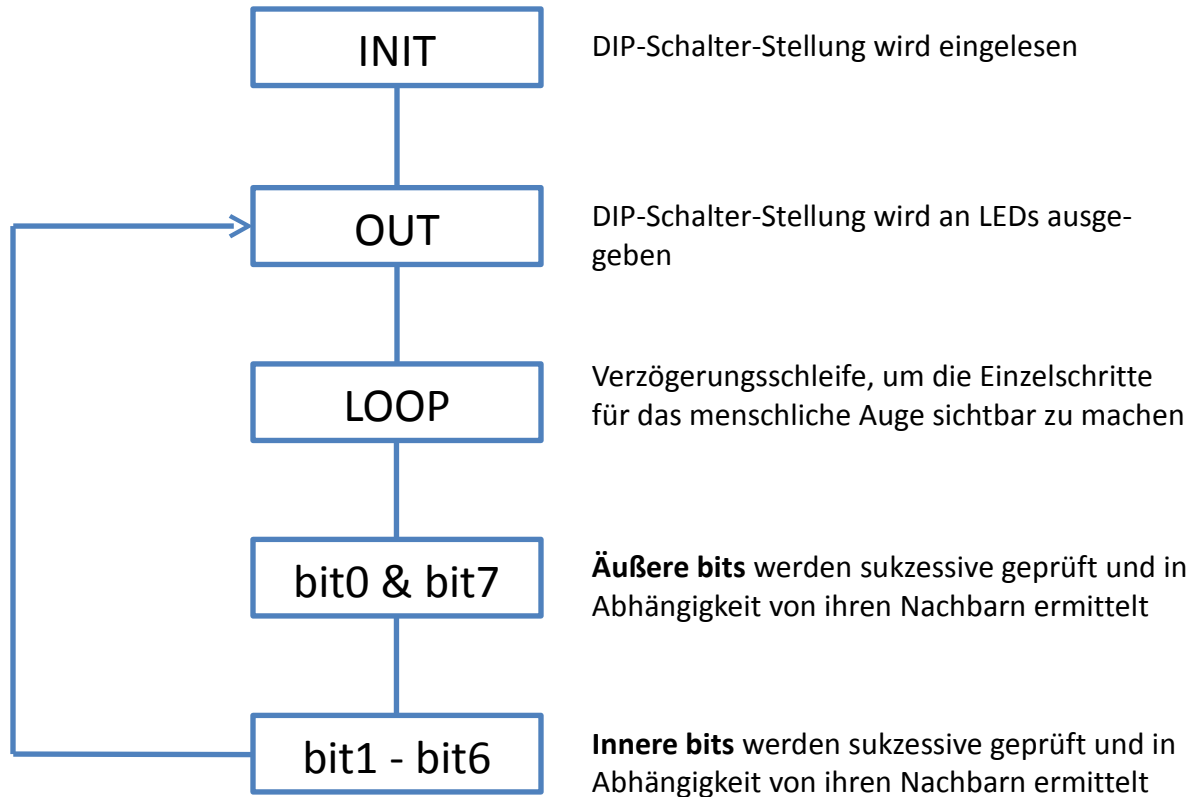 INIT
DIP-Schalter-Stellung wird eingelesen
OUT
DIP-Schalter-Stellung wird an LEDs ausge-
geben
LOOP
Verzögerungsschleife, um die Einzelschritte
für das menschliche Auge sichtbar zu machen
bit0 & bit7
Äußere bits werden sukzessive geprüft und in
Abhängigkeit von ihren Nachbarn ermittelt
bit1 - bit6
Innere bits werden sukzessive geprüft und in
Abhängigkeit von ihren Nachbarn ermittelt